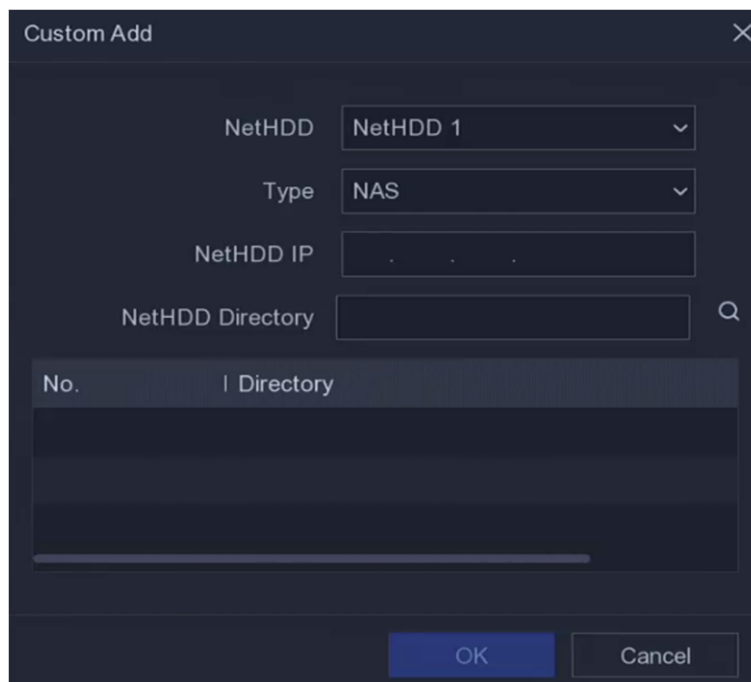 Custom Add
NetHDD NetHDD 1
Type NAS
NetHDD IP . . .
NetHDD Directory
No. Directory
OK Cancel